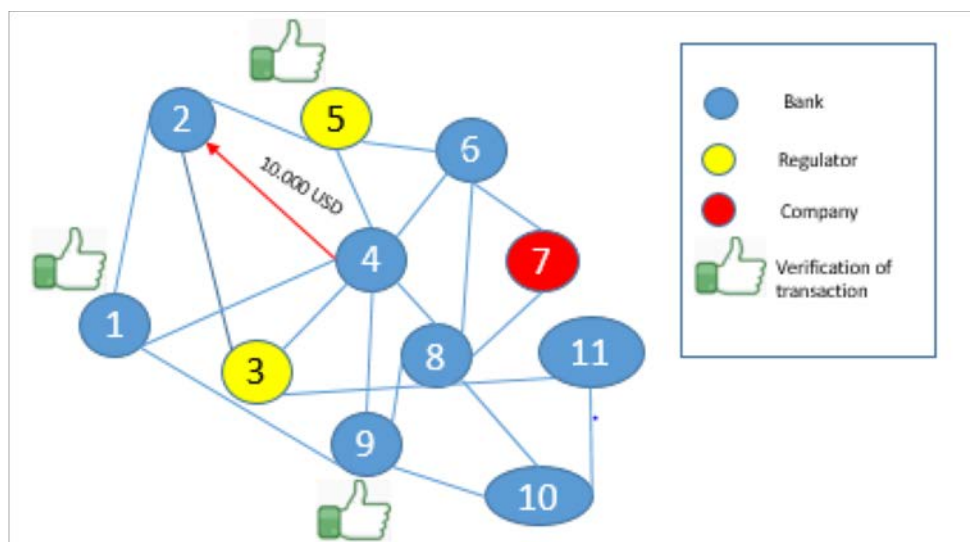 5
2
6
10.000 USD
4
7
1
8
11
3
9
10
Bank
Regulator
Company
Verification of
transaction